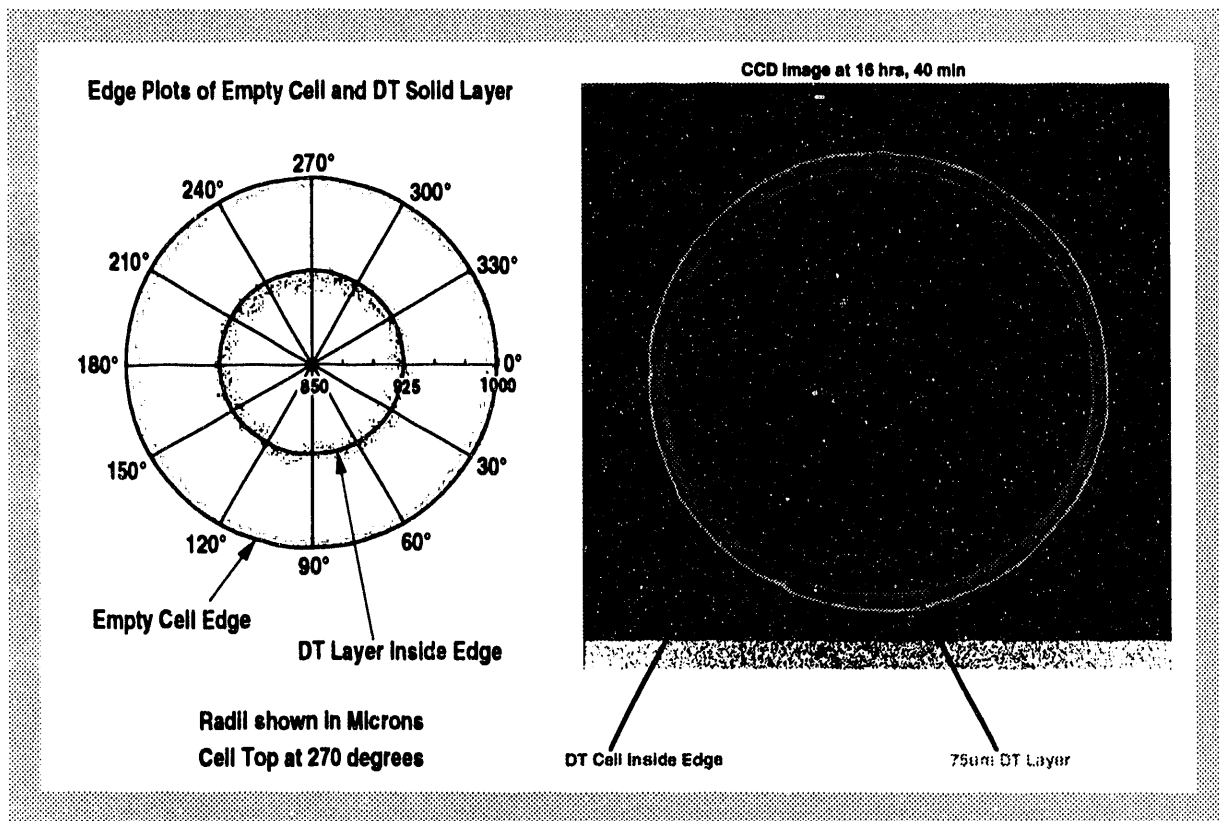 Edge Plots of Empty Cell and DT Solid Layer
270°
240°
300°
210°
330°
180°
0°
850
925
1000
150°
30°
120°
60°
90°
Empty Cell Edge
DT Layer Inside Edge
Radii shown in Microns
Cell Top at 270 degrees
CCD Image at 16 hrs, 40 min
DT Cell Inside Edge
75um DT Layer